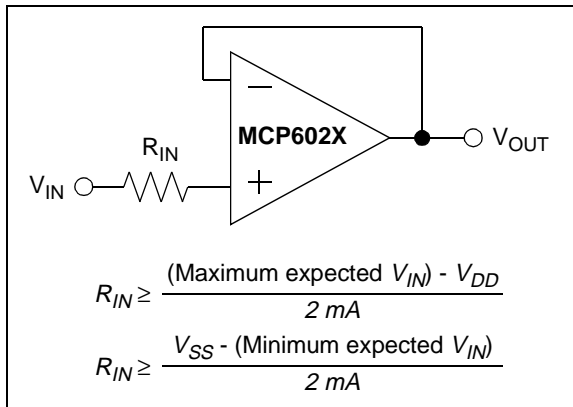 MCP602X
R_IN
V_OUT
V_IN
−
+
R_IN ≥ (Maximum expected V_IN) - V_DD
2 mA
R_IN ≥ V_SS - (Minimum expected V_IN)
2 mA